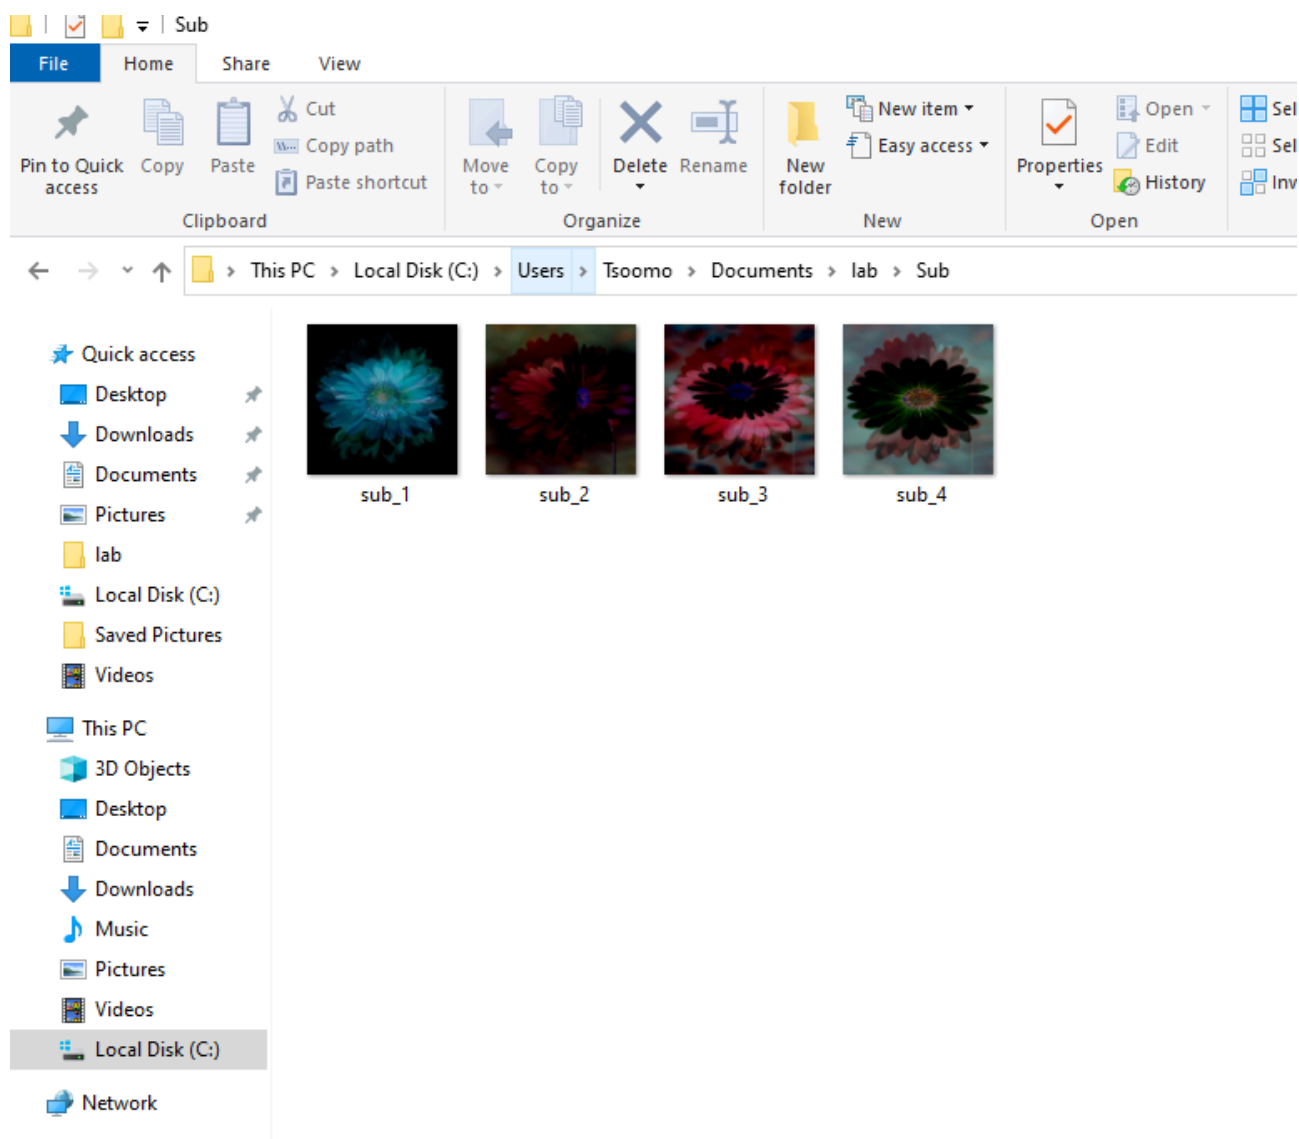 Sub
File Home Share View
Pin to Quick access
Copy
Paste
Cut
Copy path
Paste shortcut
Clipboard
Move to
Copy to
Delete
Rename
Organize
New folder
New item
Easy access
New
Properties
Open
Edit
History
Open
Sel
Sel
Inv
This PC > Local Disk (C:) > Users > Tsoomo > Documents > lab > Sub
Quick access
Desktop
Downloads
Documents
Pictures
lab
Local Disk (C:)
Saved Pictures
Videos
This PC
3D Objects
Desktop
Documents
Downloads
Music
Pictures
Videos
Local Disk (C:)
Network
sub_1 sub_2 sub_3 sub_4